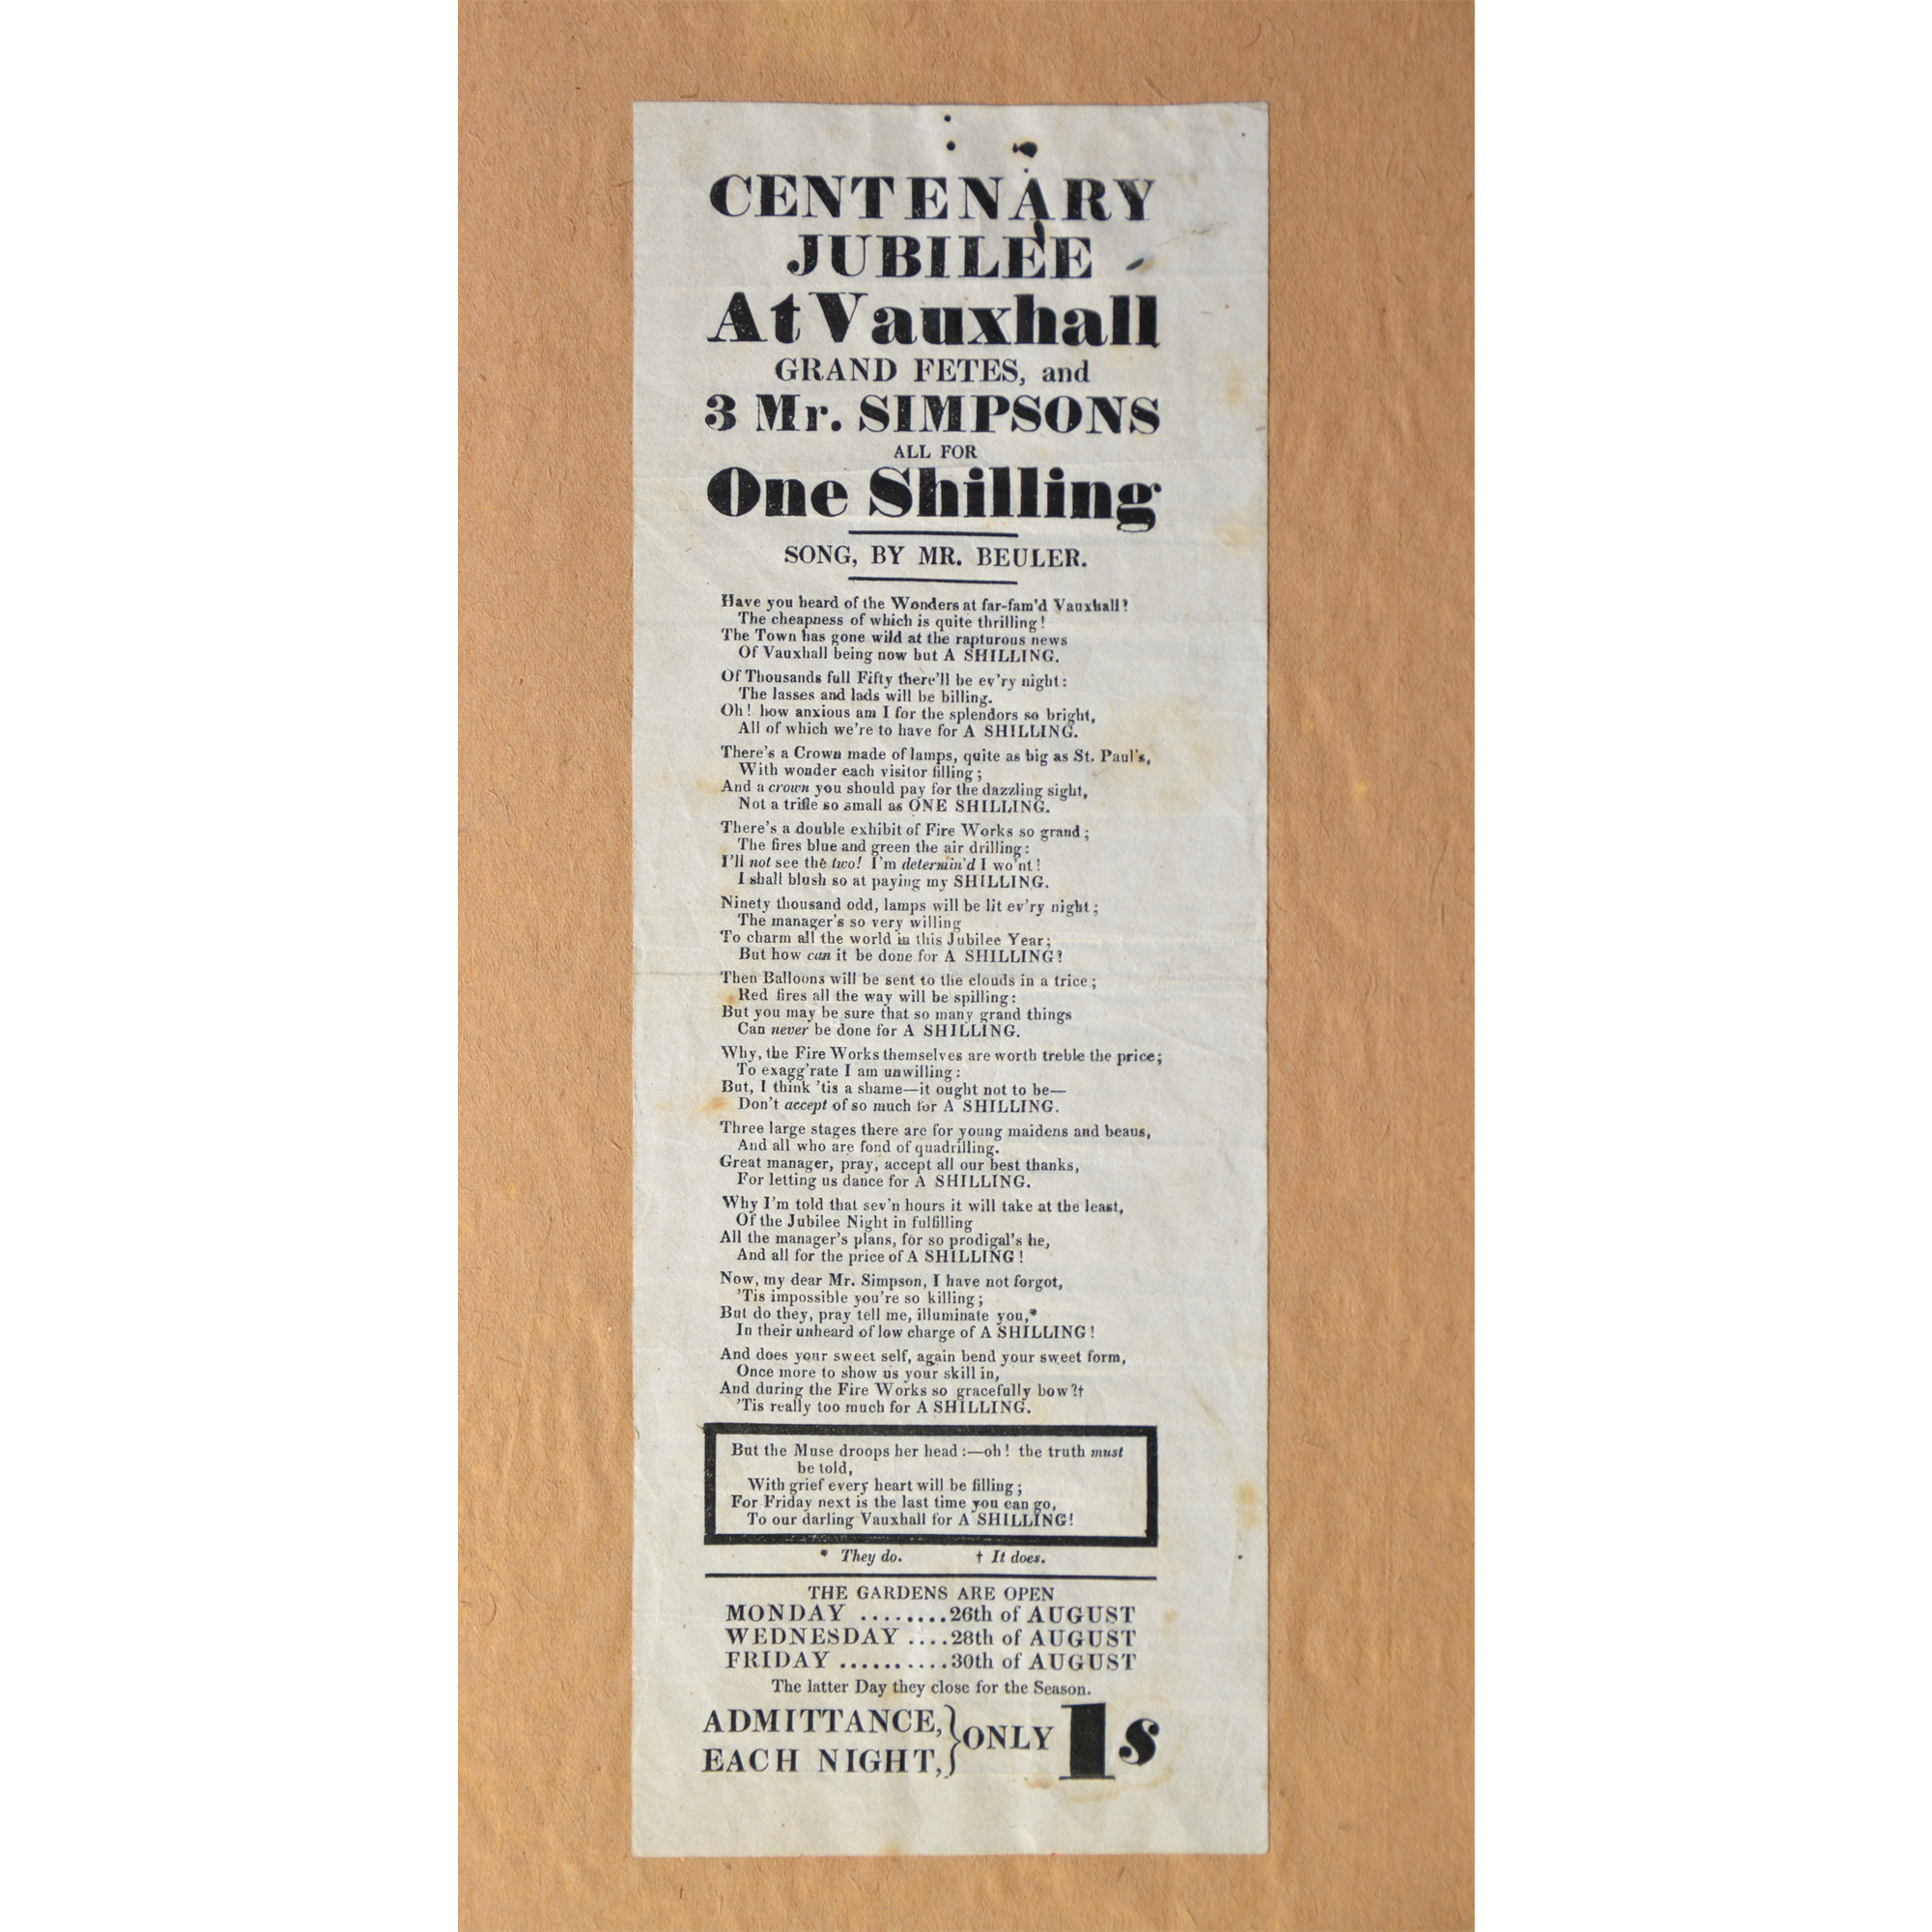 CENTENARY
JUBILEE
At Vauxhall
GRAND FETES, and
3 Mr. SIMPSONS
ALL FOR
One Shilling
SONG, BY MR. BEULER.
Have you heard of the Wonders at far-fam'd Vauxhall?
The cheapness of which is quite thrilling!
The Town has gone wild at the rapturous news
Of Vauxhall being now but A SHILLING.
Of Thousands full Fifty there'll be ev'ry night:
The lasses and lads will be billing.
Oh! how anxious am I for the splendors so bright,
All of which we're to have for A SHILLING.
There's a Crown made of lamps, quite as big as St. Paul's,
With wonder each visitor filling;
And a crown you should pay for the dazzling sight,
Not a trifle so small as ONE SHILLING.
There's a double exhibit of Fire Works so grand;
The fires blue and green the air drilling:
I'll not see the two! I'm determin'd I wo'nt!
I shall blush so at paying my SHILLING.
Ninety thousand odd, lamps will be lit ev'ry night;
The manager's so very willing
To charm all the world in this Jubilee Year;
But how can it be done for A SHILLING?
Then Balloons will be sent to the clouds in a trice;
Red fires all the way will be spilling:
But you may be sure that so many grand things
Can never be done for A SHILLING.
Why, the Fire Works themselves are worth treble the price;
To exagg'rate I am unwilling:
But, I think 'tis a shame—it ought not to be—
Don't accept of so much for A SHILLING.
Three large stages there are for young maidens and beaus,
And all who are fond of quadrilling.
Great manager, pray, accept all our best thanks,
For letting us dance for A SHILLING.
Why I'm told that sev'n hours it will take at the least,
Of the Jubilee Night in fulfilling
All the manager's plans, for so prodigal's he,
And all for the price of A SHILLING!
Now, my dear Mr. Simpson, I have not forgot,
'Tis impossible you're so killing;
But do they, pray tell me, illuminate you,*
In their unheard of low charge of A SHILLING!
And does your sweet self, again bend your sweet form,
Once more to show us your skill in,
And during the Fire Works so gracefully bow?†
'Tis really too much for A SHILLING.
But the Muse droops her head:—oh! the truth must
be told,
With grief every heart will be filling;
For Friday next is the last time you can go,
To our darling Vauxhall for A SHILLING!
* They do. † It does.
THE GARDENS ARE OPEN
MONDAY ........26th of AUGUST
WEDNESDAY ....28th of AUGUST
FRIDAY ..........30th of AUGUST
The latter Day they close for the Season.
ADMITTANCE,
EACH NIGHT, } ONLY 1s